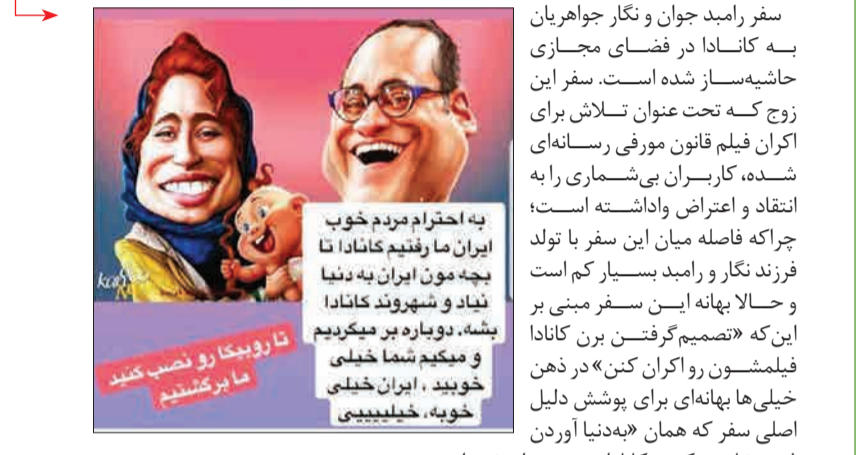 سفر رامبد جوان و نگار جواهریان
به کانادا در فضای مجازی
حاشیه‌ساز شده است. سفر این
زوج که تحت عنوان تلاش برای
اکران فیلم قانون مورفی رسانه‌ای
شده، کاربران بی‌شماری را به
انتقاد و اعتراض واداشته است؛
چراکه فاصله میان این سفر با تولد
فرزند نگار و رامبد بسیار کم است
و حالا بهانه این سفر مبنی بر
این‌که «تصمیم‌گرفتن برن کانادا
فیلمشون رو اکران کنن» در ذهن
خیلی‌ها بهانه‌ای برای پوشش دلیل
اصلی سفر که همان «به‌دنیا آوردن
به احترام مردم خوب
ایران ما رفتیم کانادا تا
بچه مون ایران به دنیا
نیاد و شهروند کانادا
بشه. دوباره بر میگردیم
و میگیم شما خیلی
خوبید ، ایران خیلی
خوبه، خیلیییی
تا روبیکا رو نصب کنید
ما برگشتیم